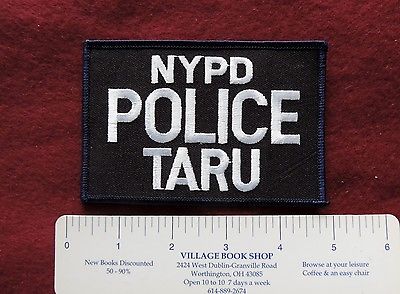 NYPD
POLICE
TARU
0 1 2 3 4 5 6
VILLAGE BOOK SHOP
New Books Discounted 2424 West Dublin-Granville Road Browse at your leisure
50 - 90% Worthington, OH 43085 Coffee & an easy chair
Open 10 to 10 7 days a week
614-889-2674